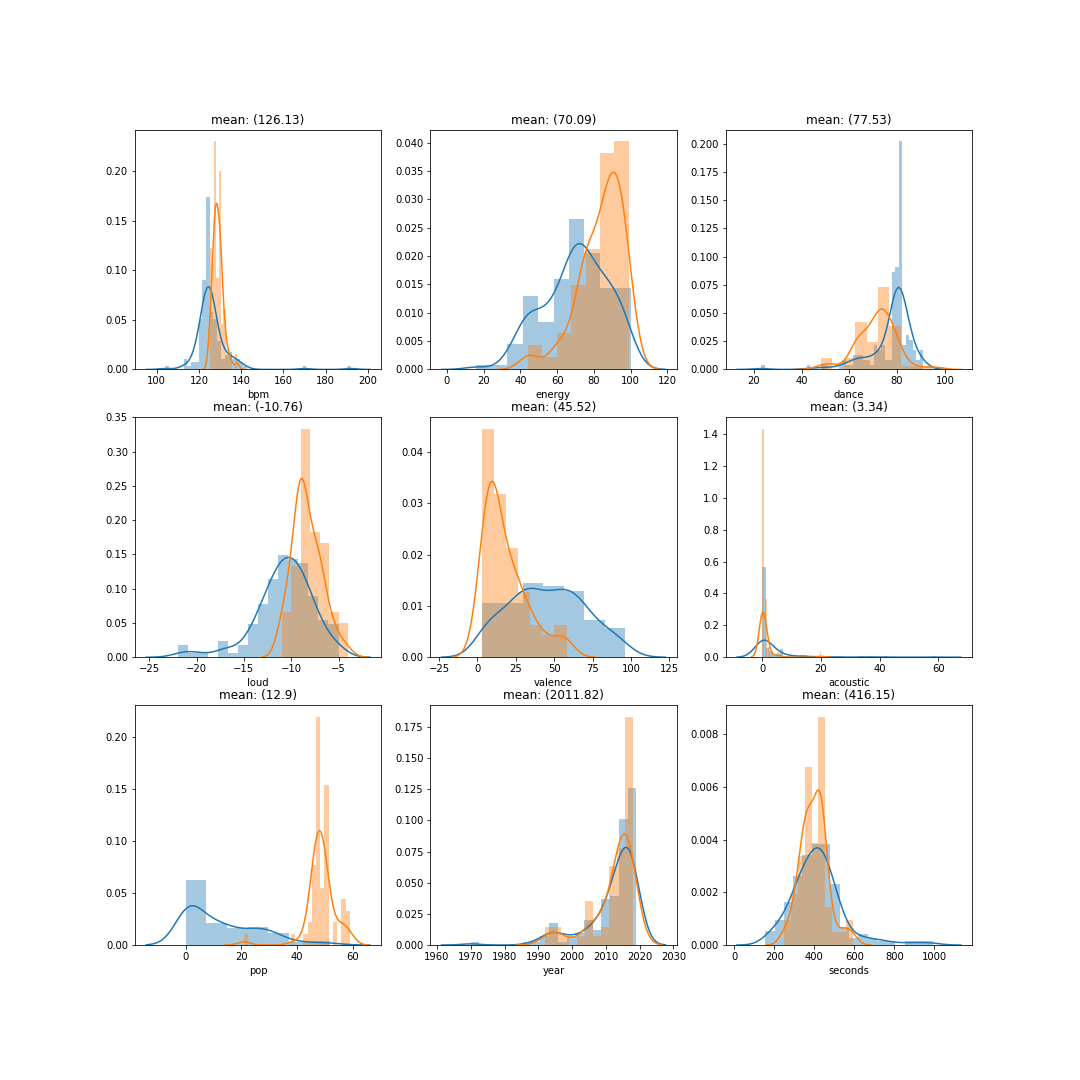 mean: (126.13) mean: (70.09) mean: (77.53)
0.20
0.15
0.10
0.05
0.00
100 120 140 160 180 200
bpm
0.040
0.035
0.030
0.025
0.020
0.015
0.010
0.005
0.000
0 20 40 60 80 100 120
energy
0.200
0.175
0.150
0.125
0.100
0.075
0.050
0.025
0.000
20 40 60 80 100
dance
mean: (-10.76) mean: (45.52) mean: (3.34)
0.35
0.30
0.25
0.20
0.15
0.10
0.05
0.00
−25 −20 −15 −10 −5
loud
0.04
0.03
0.02
0.01
0.00
−25 0 25 50 75 100 125
valence
1.4
1.2
1.0
0.8
0.6
0.4
0.2
0.0
0 20 40 60
acoustic
mean: (12.9) mean: (2011.82) mean: (416.15)
0.20
0.15
0.10
0.05
0.00
0 20 40 60
pop
0.175
0.150
0.125
0.100
0.075
0.050
0.025
0.000
1960 1970 1980 1990 2000 2010 2020 2030
year
0.008
0.006
0.004
0.002
0.000
0 200 400 600 800 1000
seconds